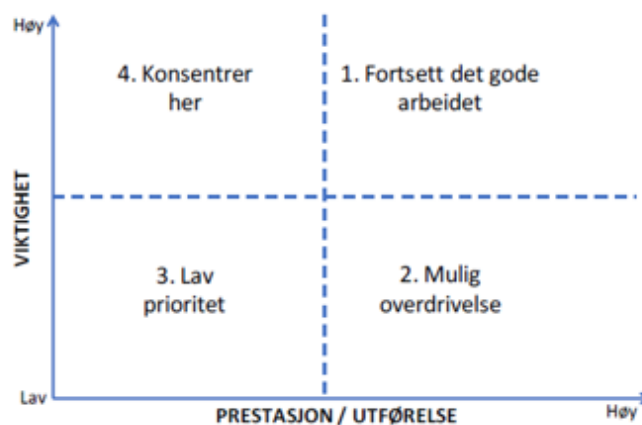 Høy
4. Konsentrer
her
1. Fortsett det gode
arbeidet
VIKTIGHET
3. Lav
prioritet
2. Mulig
overdrivelse
Lav
PRESTASJON / UTFØRELSE
Høy